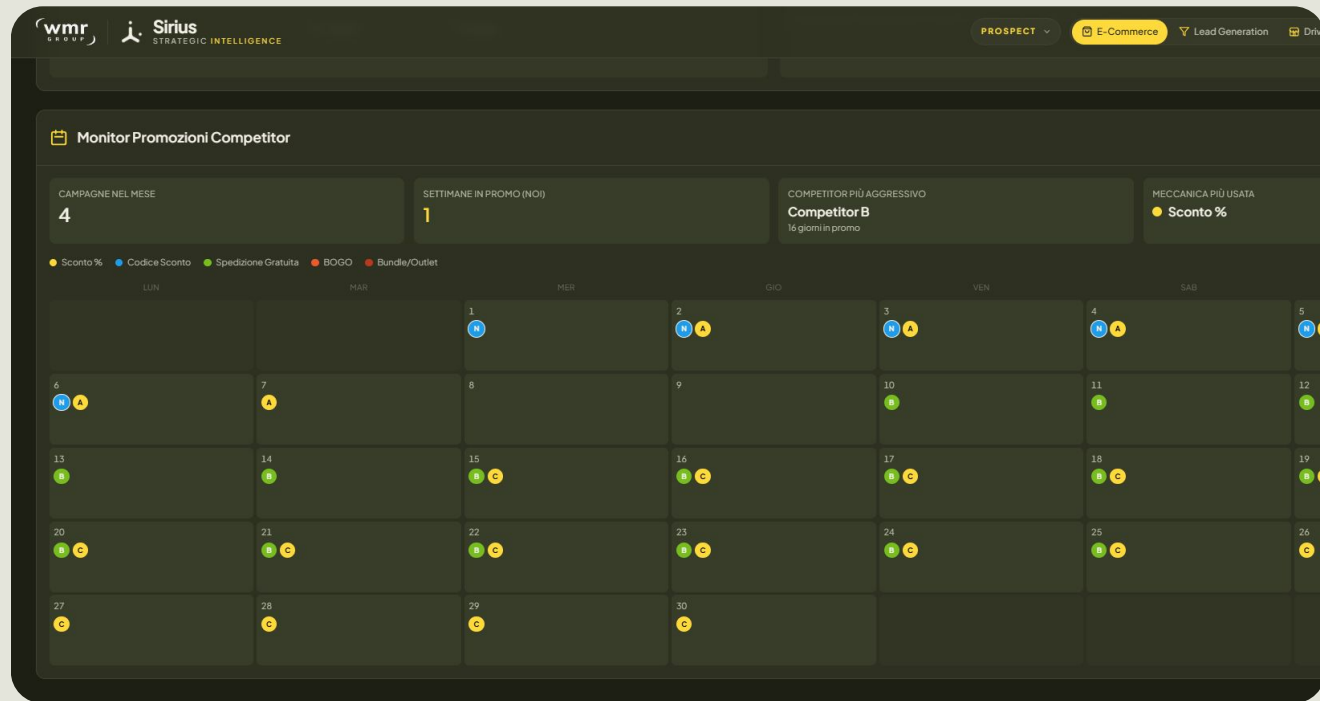 wmr
GROUP
Sirius
STRATEGIC INTELLIGENCE
PROSPECT
E-Commerce
Lead Generation
Monitor Promozioni Competitor
CAMPAGNE NEL MESE
4
SETTIMANE IN PROMO (NOI)
1
COMPETITOR PIÙ AGGRESSIVO
Competitor B
16 giorni in promo
MECCANICA PIÙ USATA
Sconto %
Sconto % Codice Sconto Spedizione Gratuita BOGO Bundle/Outlet
LUN MAR MER GIO VEN SAB
1 2 3 4 5
N N A N A N A N
6 7 8 9 10 11 12
N A A B B B
13 14 15 16 17 18 19
B B B C B C B C B C B
20 21 22 23 24 25 26
B C B C B C B C B C B C C
27 28 29 30
C C C C